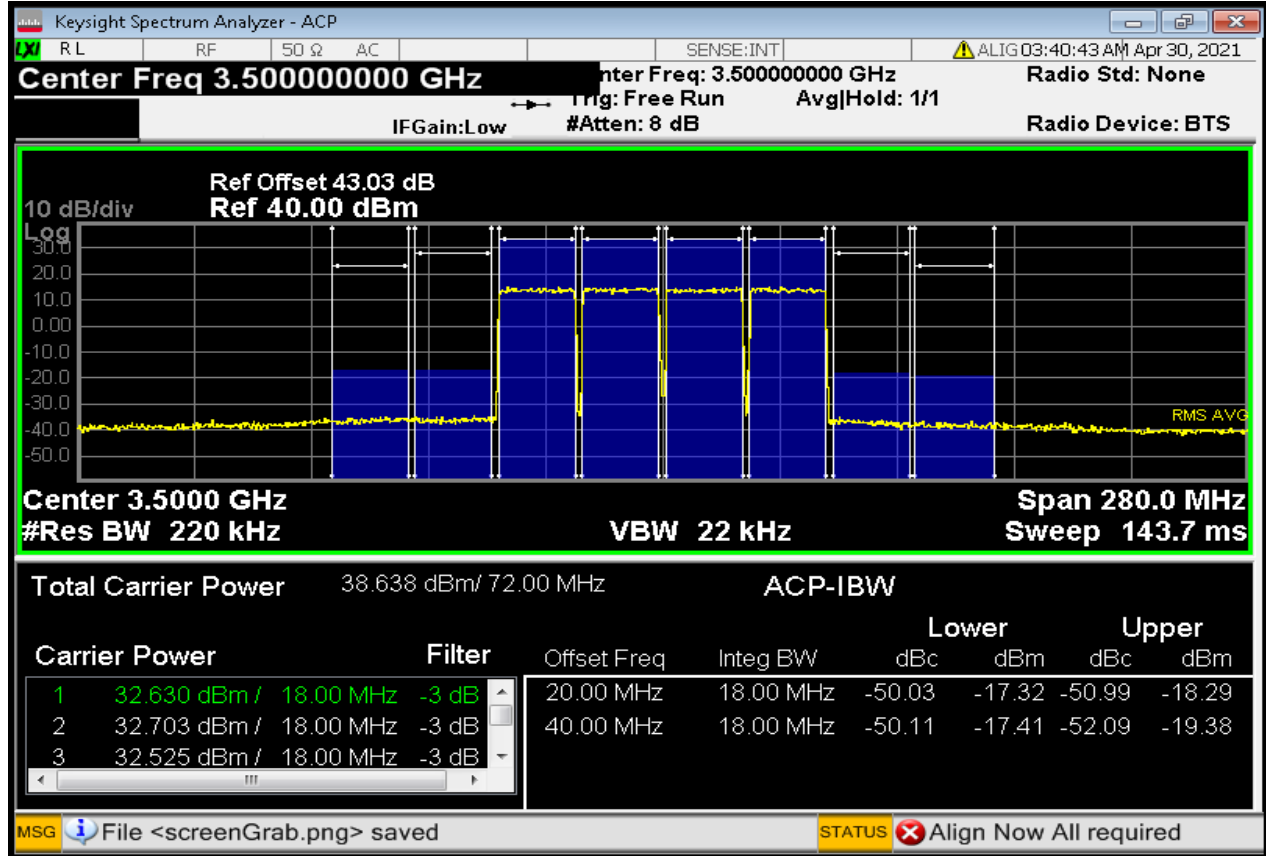 Keysight Spectrum Analyzer - ACP
LXI RL RF 50 Ω AC SENSE:INT ALIG 03:40:43 AM Apr 30, 2021
Center Freq 3.500000000 GHz nter Freq: 3.500000000 GHz Radio Std: None
Trig: Free Run Avg|Hold: 1/1
IFGain:Low #Atten: 8 dB Radio Device: BTS
Ref Offset 43.03 dB
10 dB/div Ref 40.00 dBm
Log
30.0
20.0
10.0
0.00
-10.0
-20.0
-30.0
RMS AVG
-40.0
-50.0
Center 3.5000 GHz Span 280.0 MHz
#Res BW 220 kHz VBW 22 kHz Sweep 143.7 ms
Total Carrier Power 38.638 dBm/ 72.00 MHz ACP-IBW
Lower Upper
Carrier Power Filter Offset Freq Integ BW dBc dBm dBc dBm
1 32.630 dBm / 18.00 MHz -3 dB 20.00 MHz 18.00 MHz -50.03 -17.32 -50.99 -18.29
2 32.703 dBm / 18.00 MHz -3 dB 40.00 MHz 18.00 MHz -50.11 -17.41 -52.09 -19.38
3 32.525 dBm / 18.00 MHz -3 dB
MSG File <screenGrab.png> saved STATUS Align Now All required